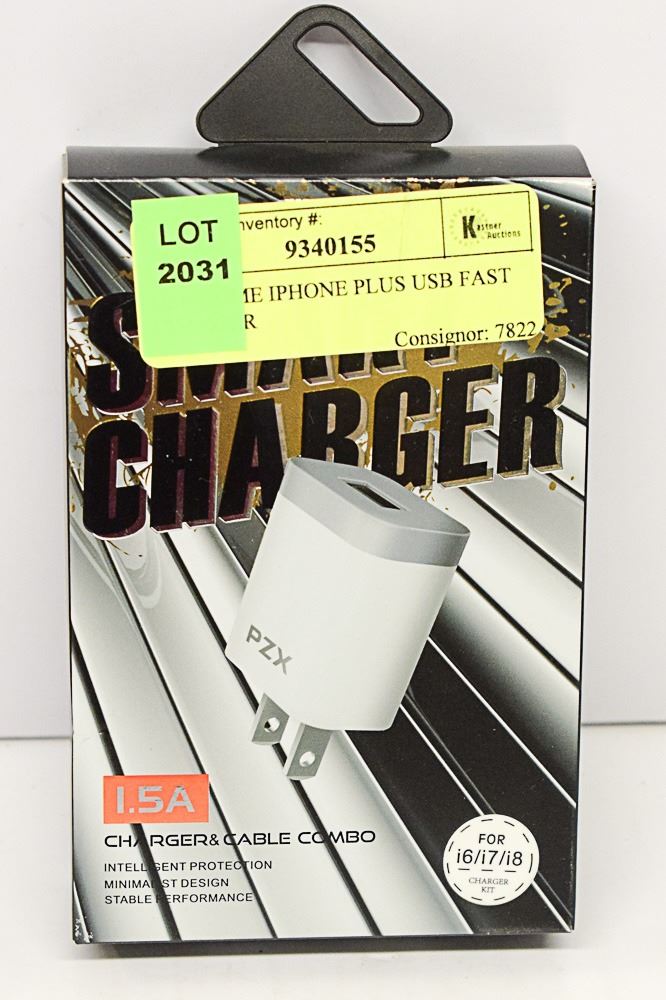 LOT
2031
Inventory #:
9340155
Kastner
Auctions
ME IPHONE PLUS USB FAST
R
Consignor: 7822
SMART
CHARGER
PZX
1.5A
CHARGER & CABLE COMBO
INTELLIGENT PROTECTION
MINIMALIST DESIGN
STABLE PERFORMANCE
FOR
i6/i7/i8
CHARGER
KIT